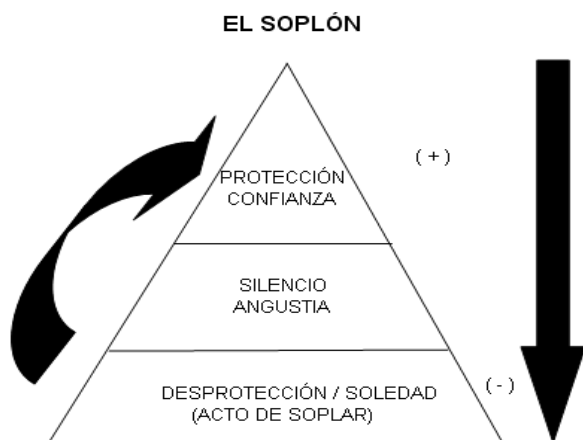 EL SOPLÓN
( + )
PROTECCIÓN
CONFIANZA
SILENCIO
ANGUSTIA
DESPROTECCIÓN / SOLEDAD
(ACTO DE SOPLAR)
( - )